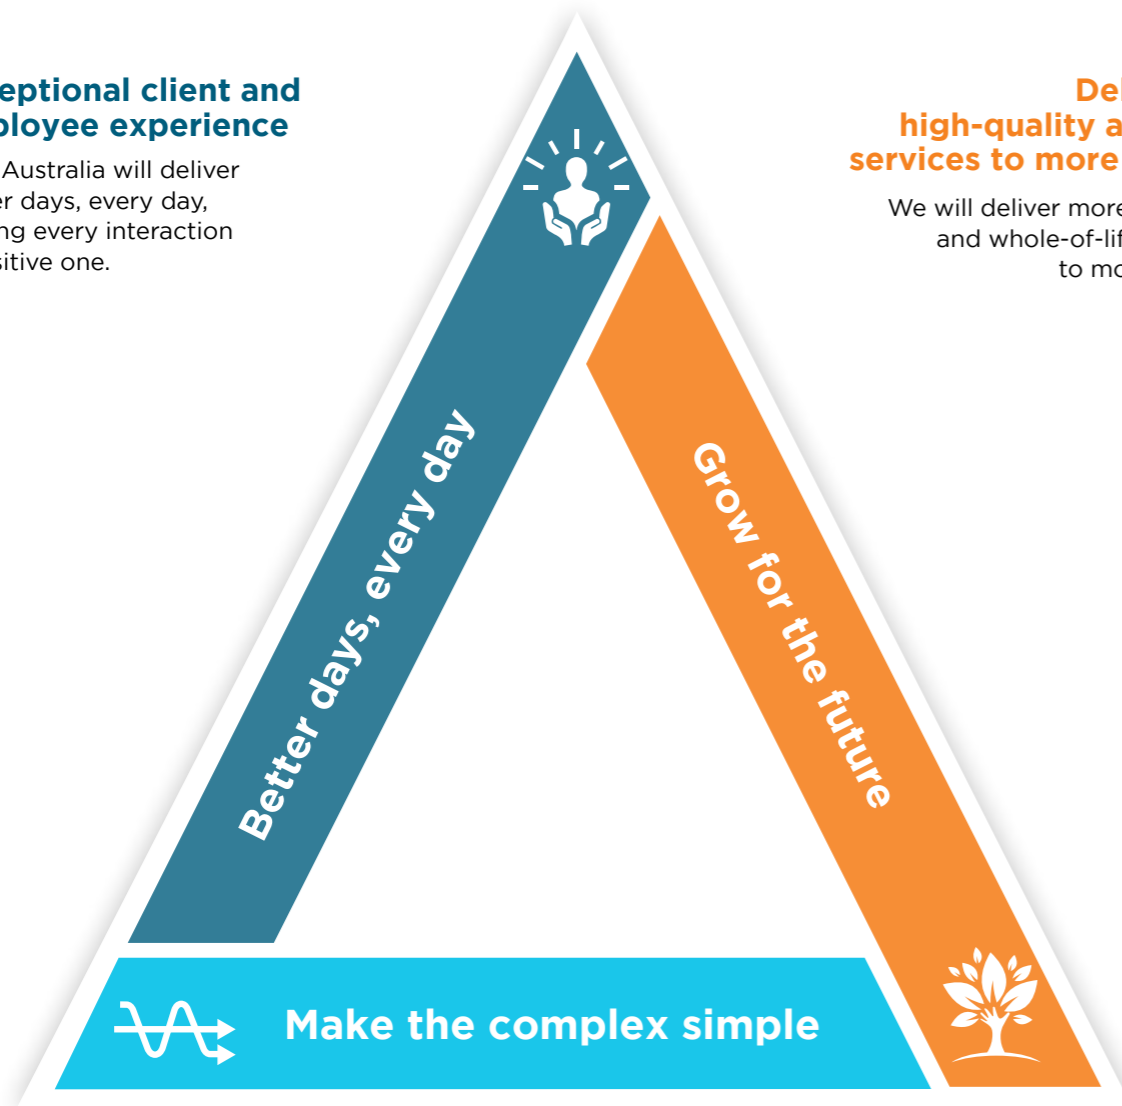 eptional client and
ployee experience
Australia will deliver
er days, every day,
ng every interaction
sitive one.
Del
high-quality a
services to more
We will deliver more
and whole-of-lif
to mo
Better days, every day
Grow for the future
Make the complex simple